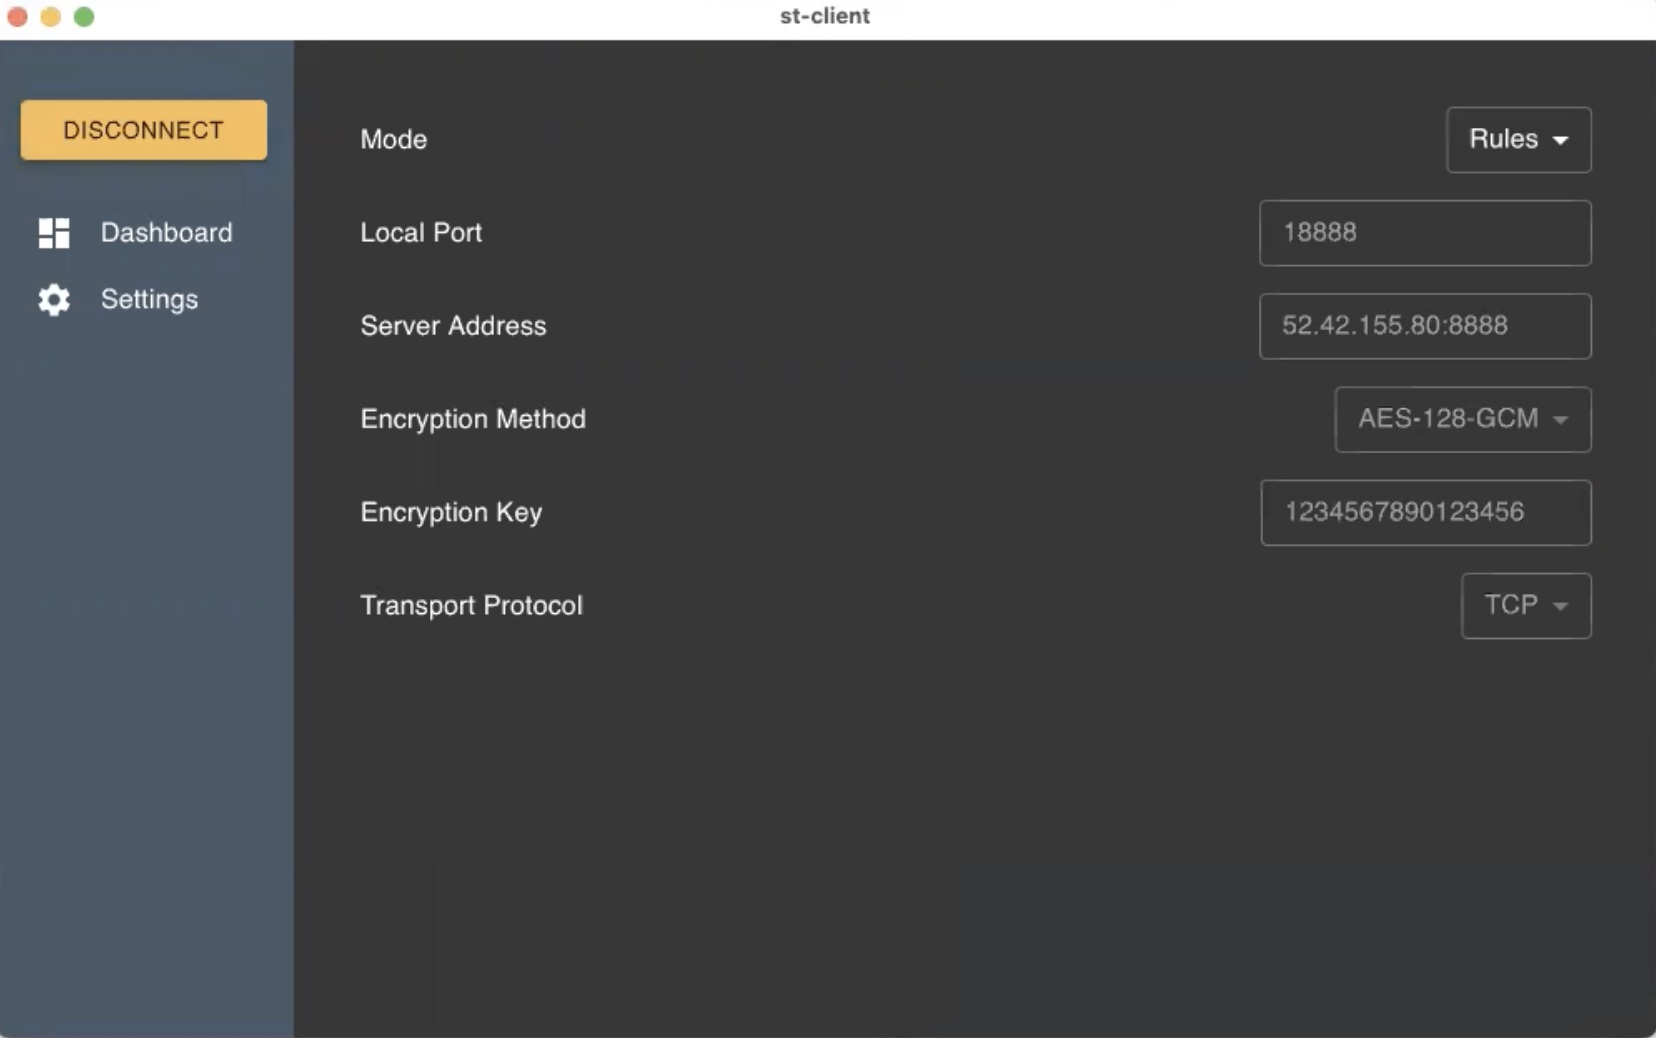 st-client
DISCONNECT
Dashboard
Settings
Mode
Rules
Local Port
18888
Server Address
52.42.155.80:8888
Encryption Method
AES-128-GCM
Encryption Key
1234567890123456
Transport Protocol
TCP